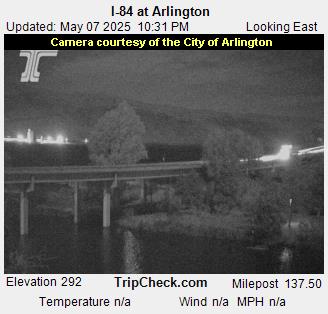 I-84 at Arlington
Updated: May 07 2025 10:31 PM Looking East
Camera courtesy of the City of Arlington
Elevation 292 TripCheck.com Milepost 137.50
Temperature n/a Wind n/a MPH n/a